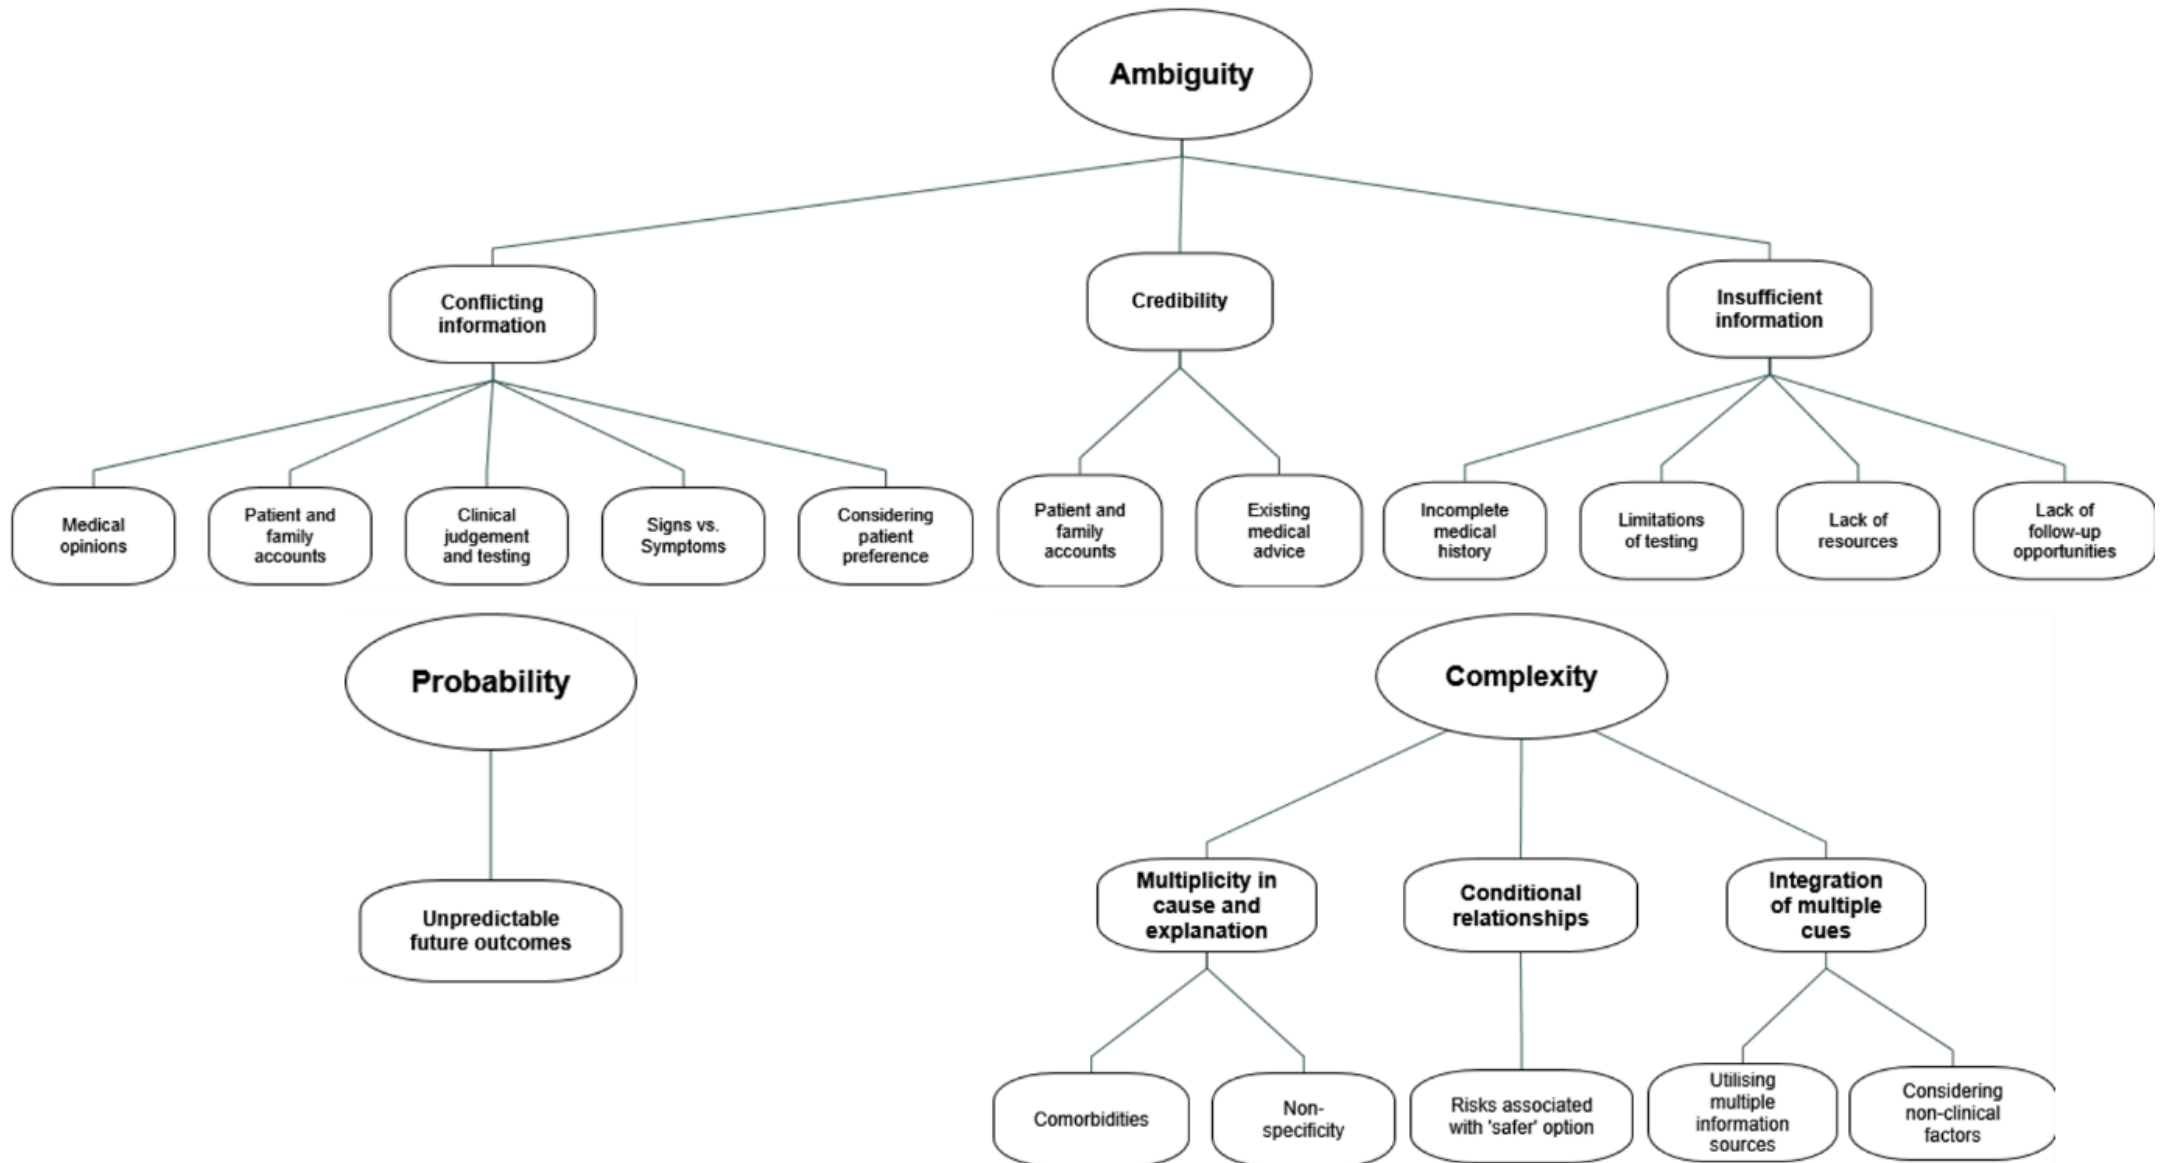 Ambiguity
Conflicting
information
Credibility
Insufficient
information
Medical
opinions
Patient and
family
accounts
Clinical
judgement
and testing
Signs vs.
Symptoms
Considering
patient
preference
Patient and
family
accounts
Existing
medical
advice
Incomplete
medical
history
Limitations
of testing
Lack of
resources
Lack of
follow-up
opportunities
Probability
Unpredictable
future outcomes
Complexity
Multiplicity in
cause and
explanation
Conditional
relationships
Integration
of multiple
cues
Comorbidities
Non-
specificity
Risks associated
with 'safer' option
Utilising
multiple
information
sources
Considering
non-clinical
factors